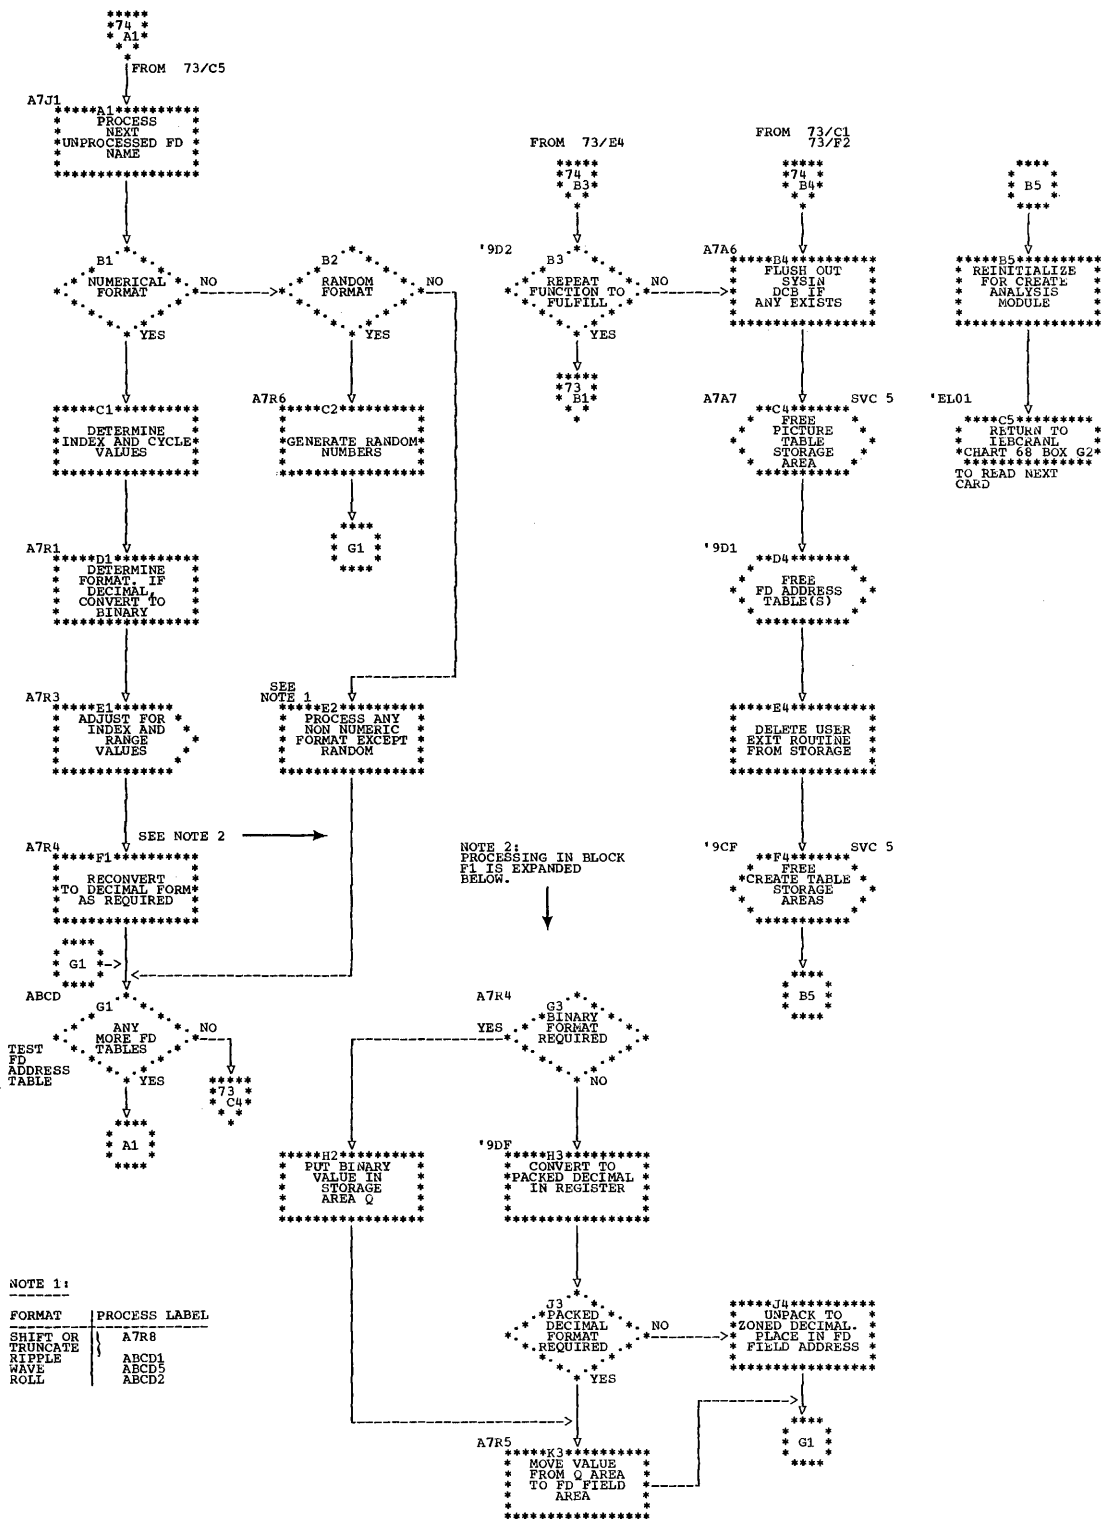 74
A1
FROM 73/C5
A7J1
A1
PROCESS
NEXT
UNPROCESSED FD
NAME
B1
NUMERICAL
FORMAT
NO
YES
B2
RANDOM
FORMAT
NO
YES
C1
DETERMINE
INDEX AND CYCLE
VALUES
A7R6
C2
GENERATE RANDOM
NUMBERS
G1
A7R1
D1
DETERMINE
FORMAT. IF
DECIMAL,
CONVERT TO
BINARY
A7R3
E1
ADJUST FOR
INDEX AND
RANGE
VALUES
SEE
NOTE 1
E2
PROCESS ANY
NON NUMERIC
FORMAT EXCEPT
RANDOM
SEE NOTE 2
A7R4
F1
RECONVERT
TO DECIMAL FORM
AS REQUIRED
G1
ABCD
G1
ANY
MORE FD
TABLES
NO
YES
TEST
FD
ADDRESS
TABLE
73
C4
A1
FROM 73/E4
74
B3
'9D2
B3
REPEAT
FUNCTION TO
FULFILL
NO
YES
73
B1
FROM 73/C1
73/F2
74
B4
A7A6
B4
FLUSH OUT
SYSIN
DCB IF
ANY EXISTS
A7A7
SVC 5
C4
FREE
PICTURE
TABLE
STORAGE
AREA
'9D1
D4
FREE
FD ADDRESS
TABLE(S)
E4
DELETE USER
EXIT ROUTINE
FROM STORAGE
'9CF
SVC 5
F4
FREE
CREATE TABLE
STORAGE
AREAS
B5
B5
B5
REINITIALIZE
FOR CREATE
ANALYSIS
MODULE
'EL01
C5
RETURN TO
IEBCRANL
CHART 68 BOX G2
TO READ NEXT
CARD
NOTE 2:
PROCESSING IN BLOCK
F1 IS EXPANDED
BELOW.
A7R4
G3
BINARY
FORMAT
REQUIRED
YES
NO
H2
PUT BINARY
VALUE IN
STORAGE
AREA Q
'9DF
H3
CONVERT TO
PACKED DECIMAL
IN REGISTER
J3
PACKED
DECIMAL
FORMAT
REQUIRED
NO
YES
J4
UNPACK TO
ZONED DECIMAL.
PLACE IN FD
FIELD ADDRESS
G1
A7R5
K3
MOVE VALUE
FROM Q AREA
TO FD FIELD
AREA
NOTE 1:
FORMAT PROCESS LABEL
SHIFT OR A7R8
TRUNCATE
RIPPLE ABCD1
WAVE ABCD5
ROLL ABCD2